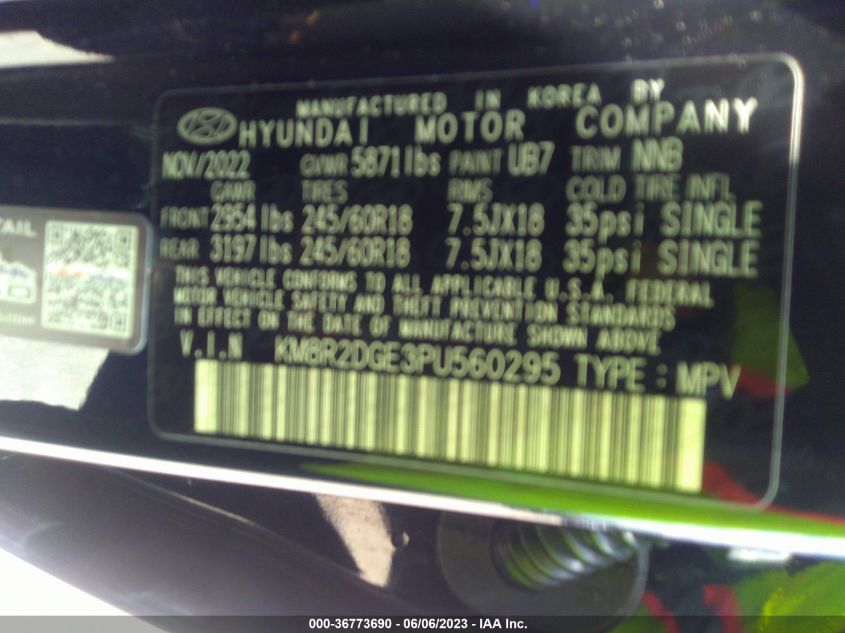 MANUFACTURED IN KOREA BY
HYUNDAI MOTOR COMPANY
NOV/2022 GVWR 5871lbs PAINT UB7 TRIM NNB
GAWR TIRES RIMS COLD TIRE INFL
FRONT 2954 lbs 245/60R18 7.5JX18 35psi SINGLE
REAR 3197 lbs 245/60R18 7.5JX18 35psi SINGLE
THIS VEHICLE CONFORMS TO ALL APPLICABLE U.S.A. FEDERAL
MOTOR VEHICLE SAFETY AND THEFT PREVENTION STANDARDS
IN EFFECT ON THE DATE OF MANUFACTURE SHOWN ABOVE
V.I.N KM8R2DGE3PU560295 TYPE : MPV
000-36773690 - 06/06/2023 - IAA Inc.